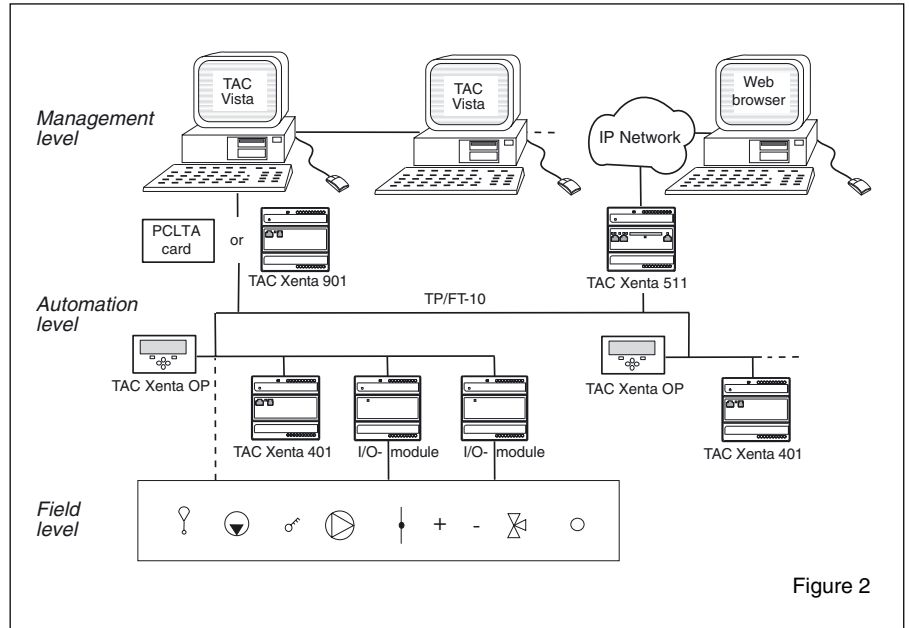 TAC
Vista
TAC
Vista
Web
browser
Management
level
IP Network
PCLTA
card
or
TAC Xenta 901
TAC Xenta 511
TP/FT-10
Automation
level
TAC Xenta OP
TAC Xenta OP
TAC Xenta 401
I/O- module
I/O- module
TAC Xenta 401
Field
level
+ -
Figure 2